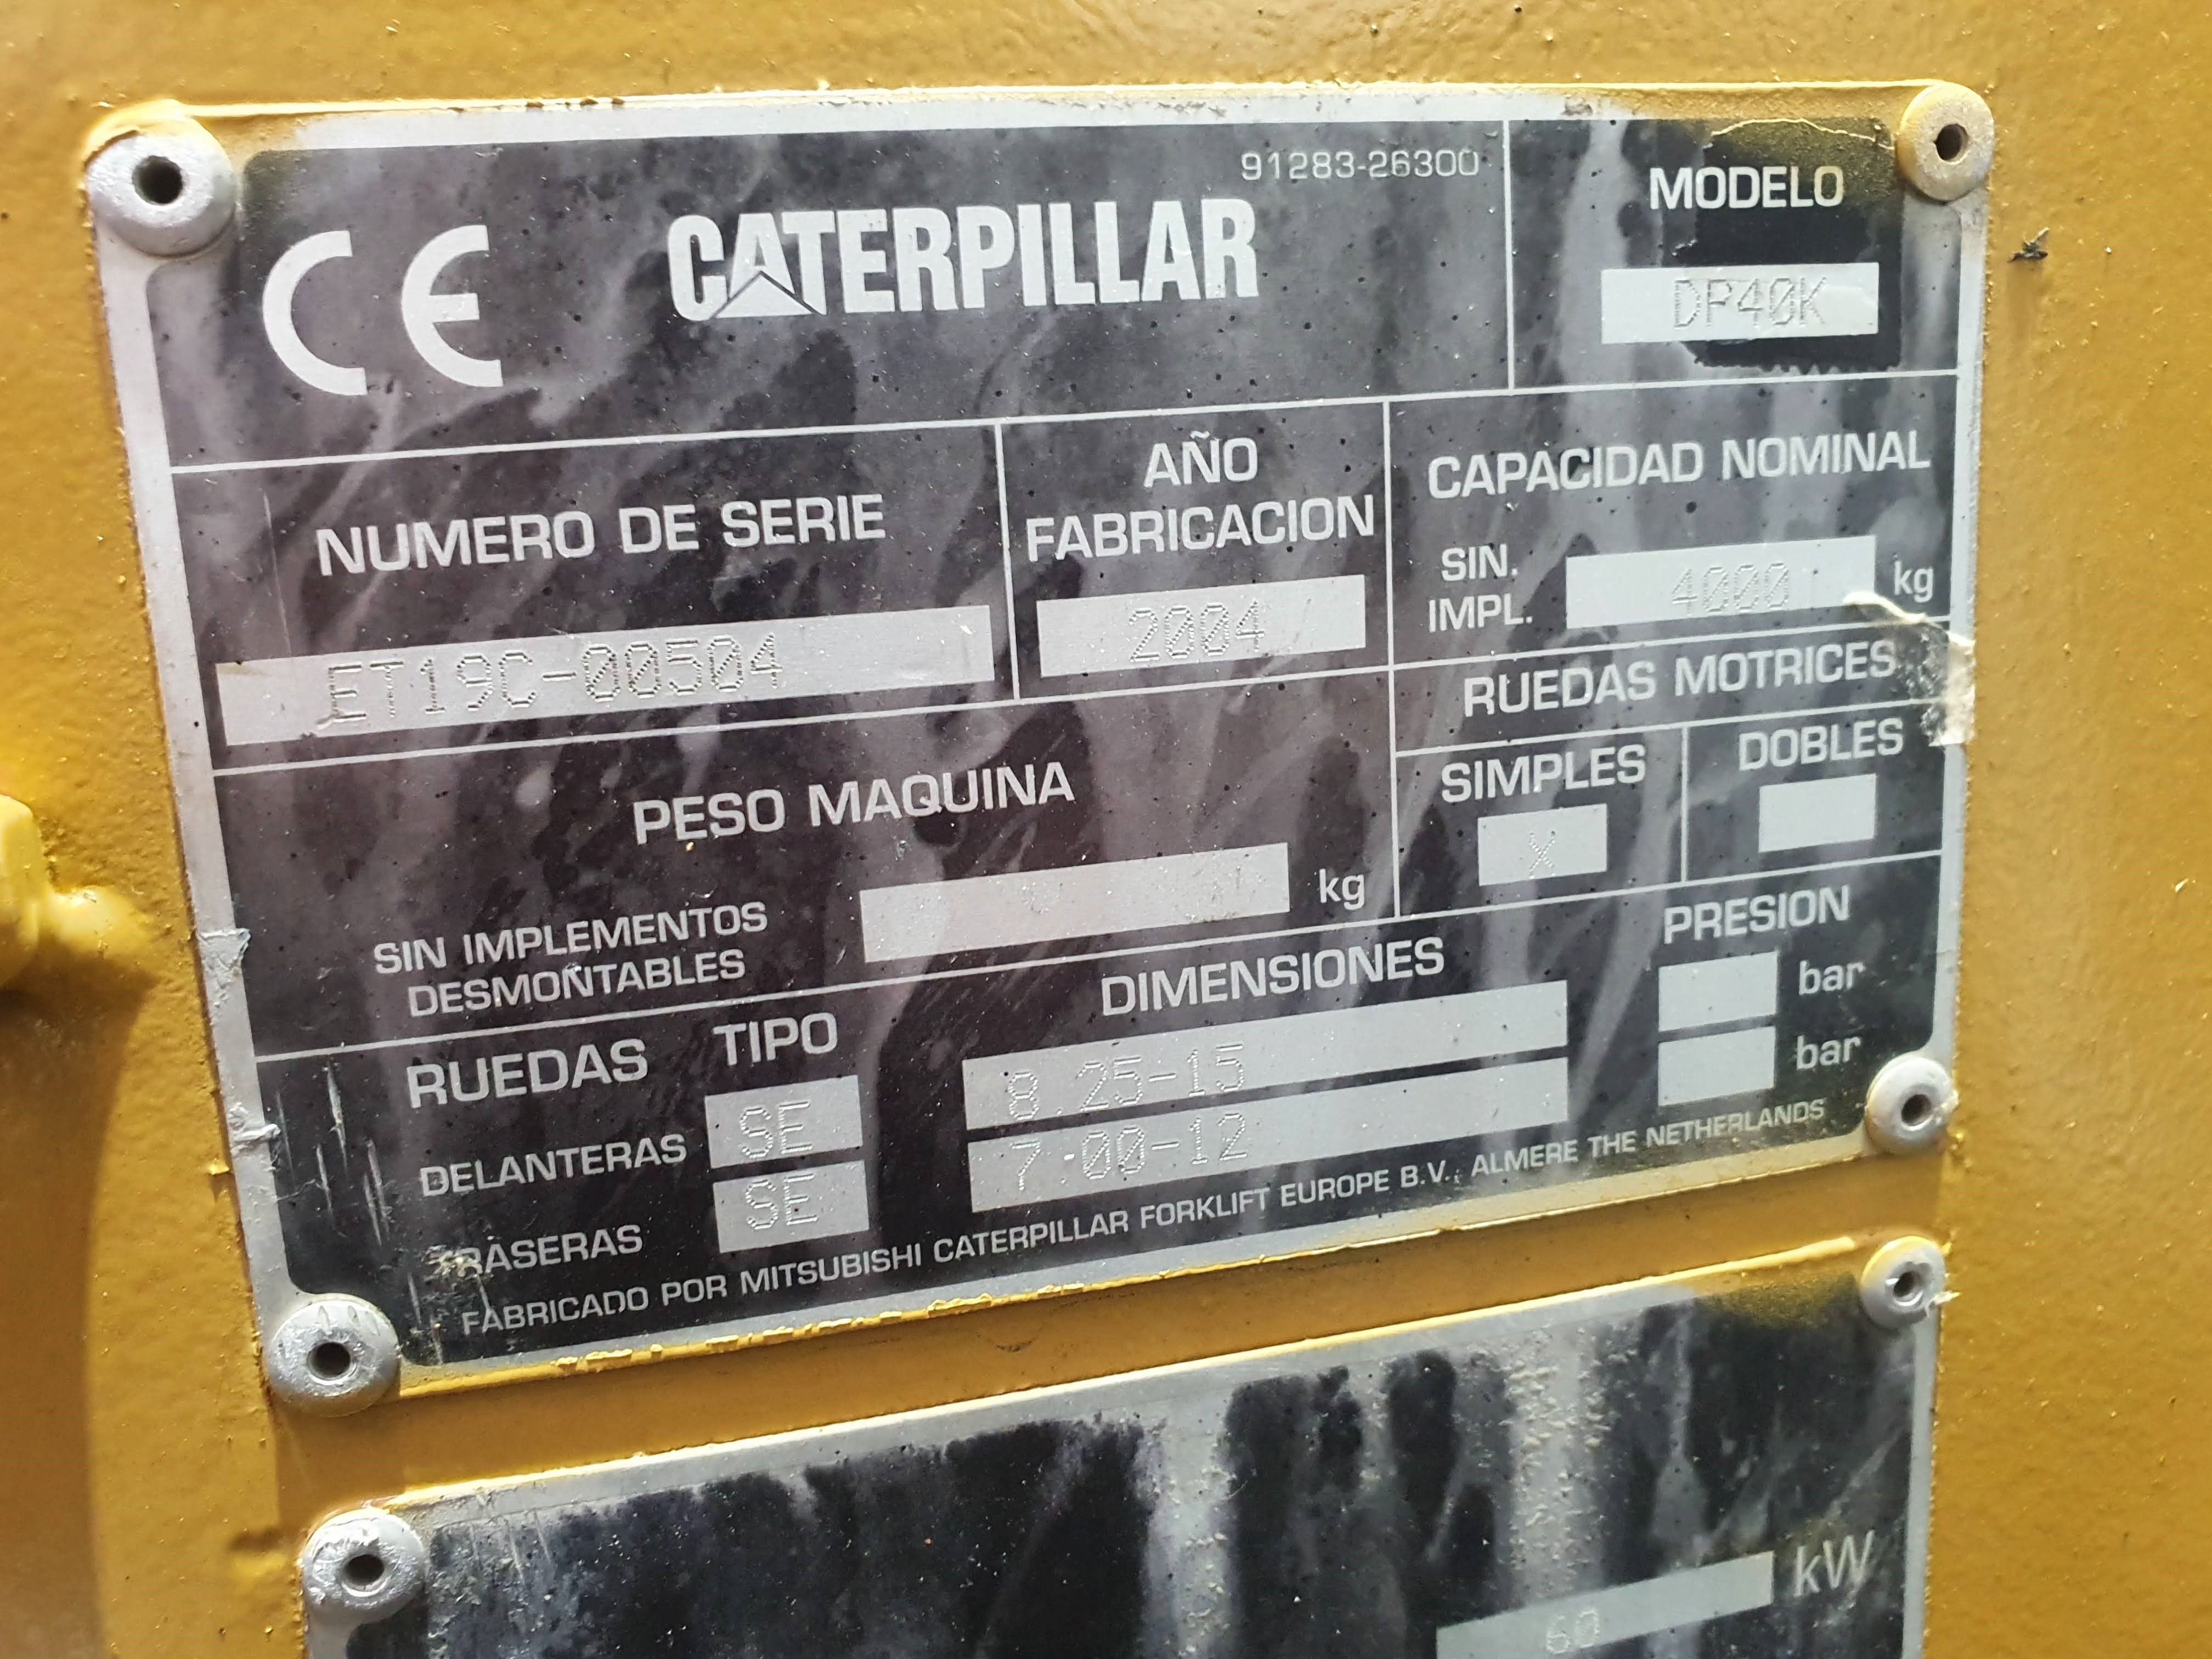 91283-26300
MODELO
CE CATERPILLAR
DP40K
NUMERO DE SERIE
AÑO
FABRICACION
CAPACIDAD NOMINAL
ET19C-00504
2004
SIN.
IMPL.
4000 kg
RUEDAS MOTRICES
SIMPLES
DOBLES
X
PESO MAQUINA
SIN IMPLEMENTOS
DESMONTABLES
kg
RUEDAS TIPO DIMENSIONES PRESION
DELANTERAS SE 8.25-15 bar
TRASERAS SE 7.00-12 bar
FABRICADO POR MITSUBISHI CATERPILLAR FORKLIFT EUROPE B.V., ALMERE THE NETHERLANDS
60 kW